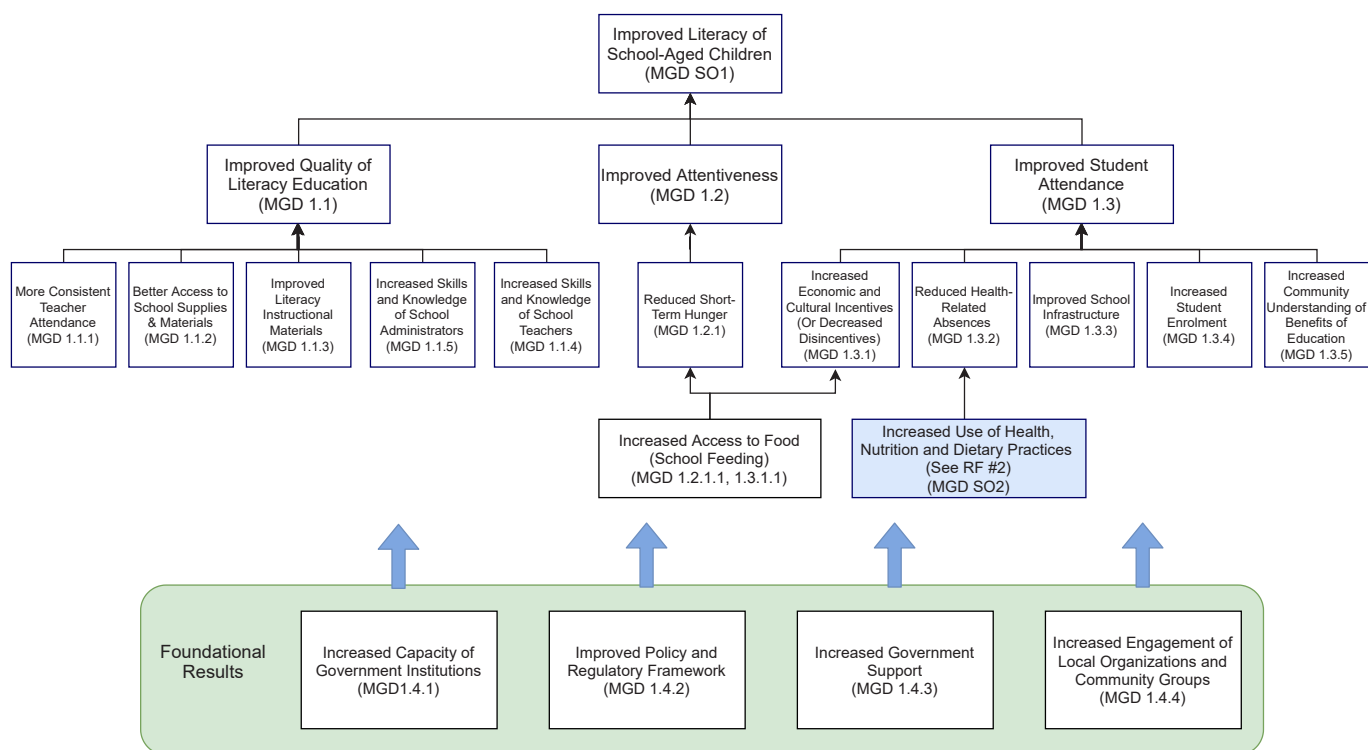 Improved Literacy of
School-Aged Children
(MGD SO1)
Improved Quality of
Literacy Education
(MGD 1.1)
Improved Attentiveness
(MGD 1.2)
Improved Student
Attendance
(MGD 1.3)
More Consistent
Teacher
Attendance
(MGD 1.1.1)
Better Access to
School Supplies
& Materials
(MGD 1.1.2)
Improved
Literacy
Instructional
Materials
(MGD 1.1.3)
Increased Skills
and Knowledge
of School
Administrators
(MGD 1.1.5)
Increased Skills
and Knowledge
of School
Teachers
(MGD 1.1.4)
Reduced Short-
Term Hunger
(MGD 1.2.1)
Increased
Economic and
Cultural Incentives
(Or Decreased
Disincentives)
(MGD 1.3.1)
Reduced Health-
Related
Absences
(MGD 1.3.2)
Improved School
Infrastructure
(MGD 1.3.3)
Increased
Student
Enrolment
(MGD 1.3.4)
Increased
Community
Understanding of
Benefits of
Education
(MGD 1.3.5)
Increased Access to Food
(School Feeding)
(MGD 1.2.1.1, 1.3.1.1)
Increased Use of Health,
Nutrition and Dietary Practices
(See RF #2)
(MGD SO2)
Foundational
Results
Increased Capacity of
Government Institutions
(MGD1.4.1)
Improved Policy and
Regulatory Framework
(MGD 1.4.2)
Increased Government
Support
(MGD 1.4.3)
Increased Engagement of
Local Organizations and
Community Groups
(MGD 1.4.4)